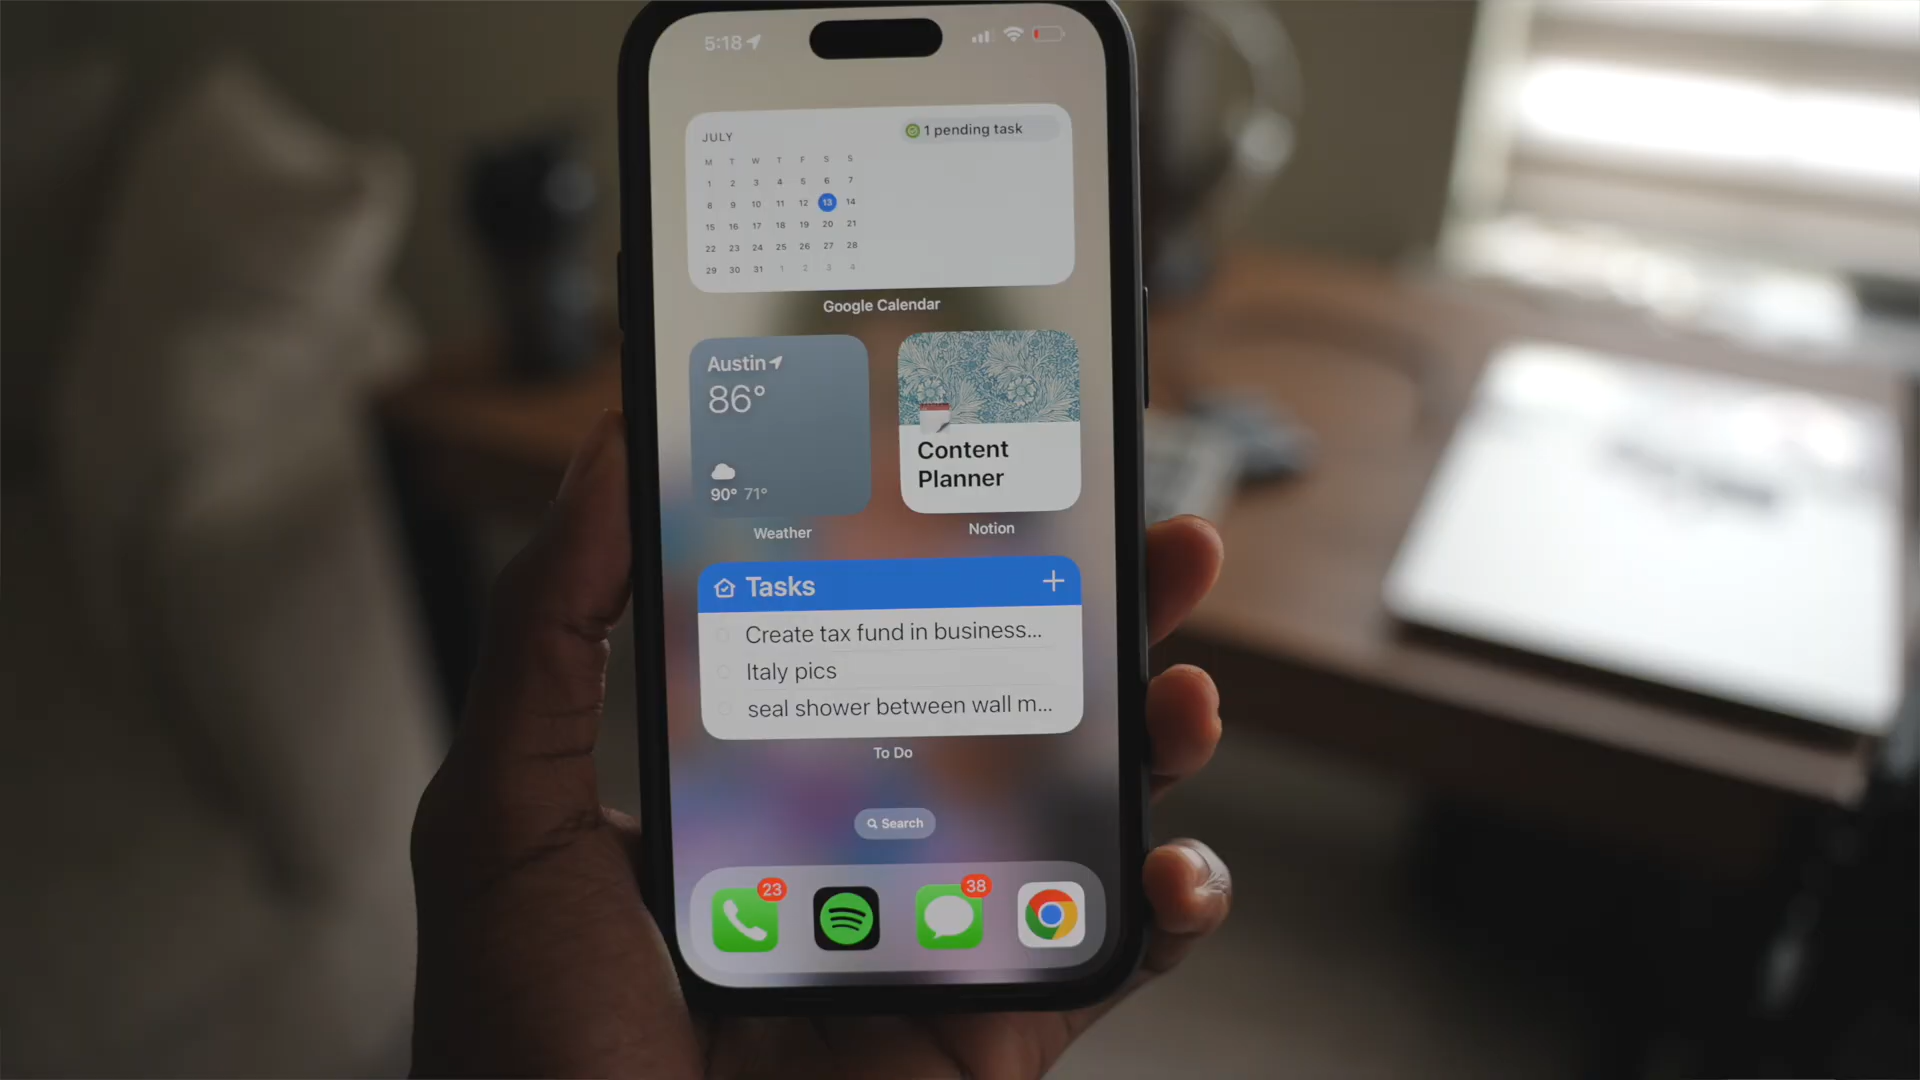 5:18
JULY
1 pending task
M T W T F S S
1 2 3 4 5 6 7
8 9 10 11 12 13 14
15 16 17 18 19 20 21
22 23 24 25 26 27 28
29 30 31 1 2 3 4
Google Calendar
Austin
86°
90° 71°
Weather
Content
Planner
Notion
Tasks
Create tax fund in business...
Italy pics
seal shower between wall m...
To Do
Search
23
38